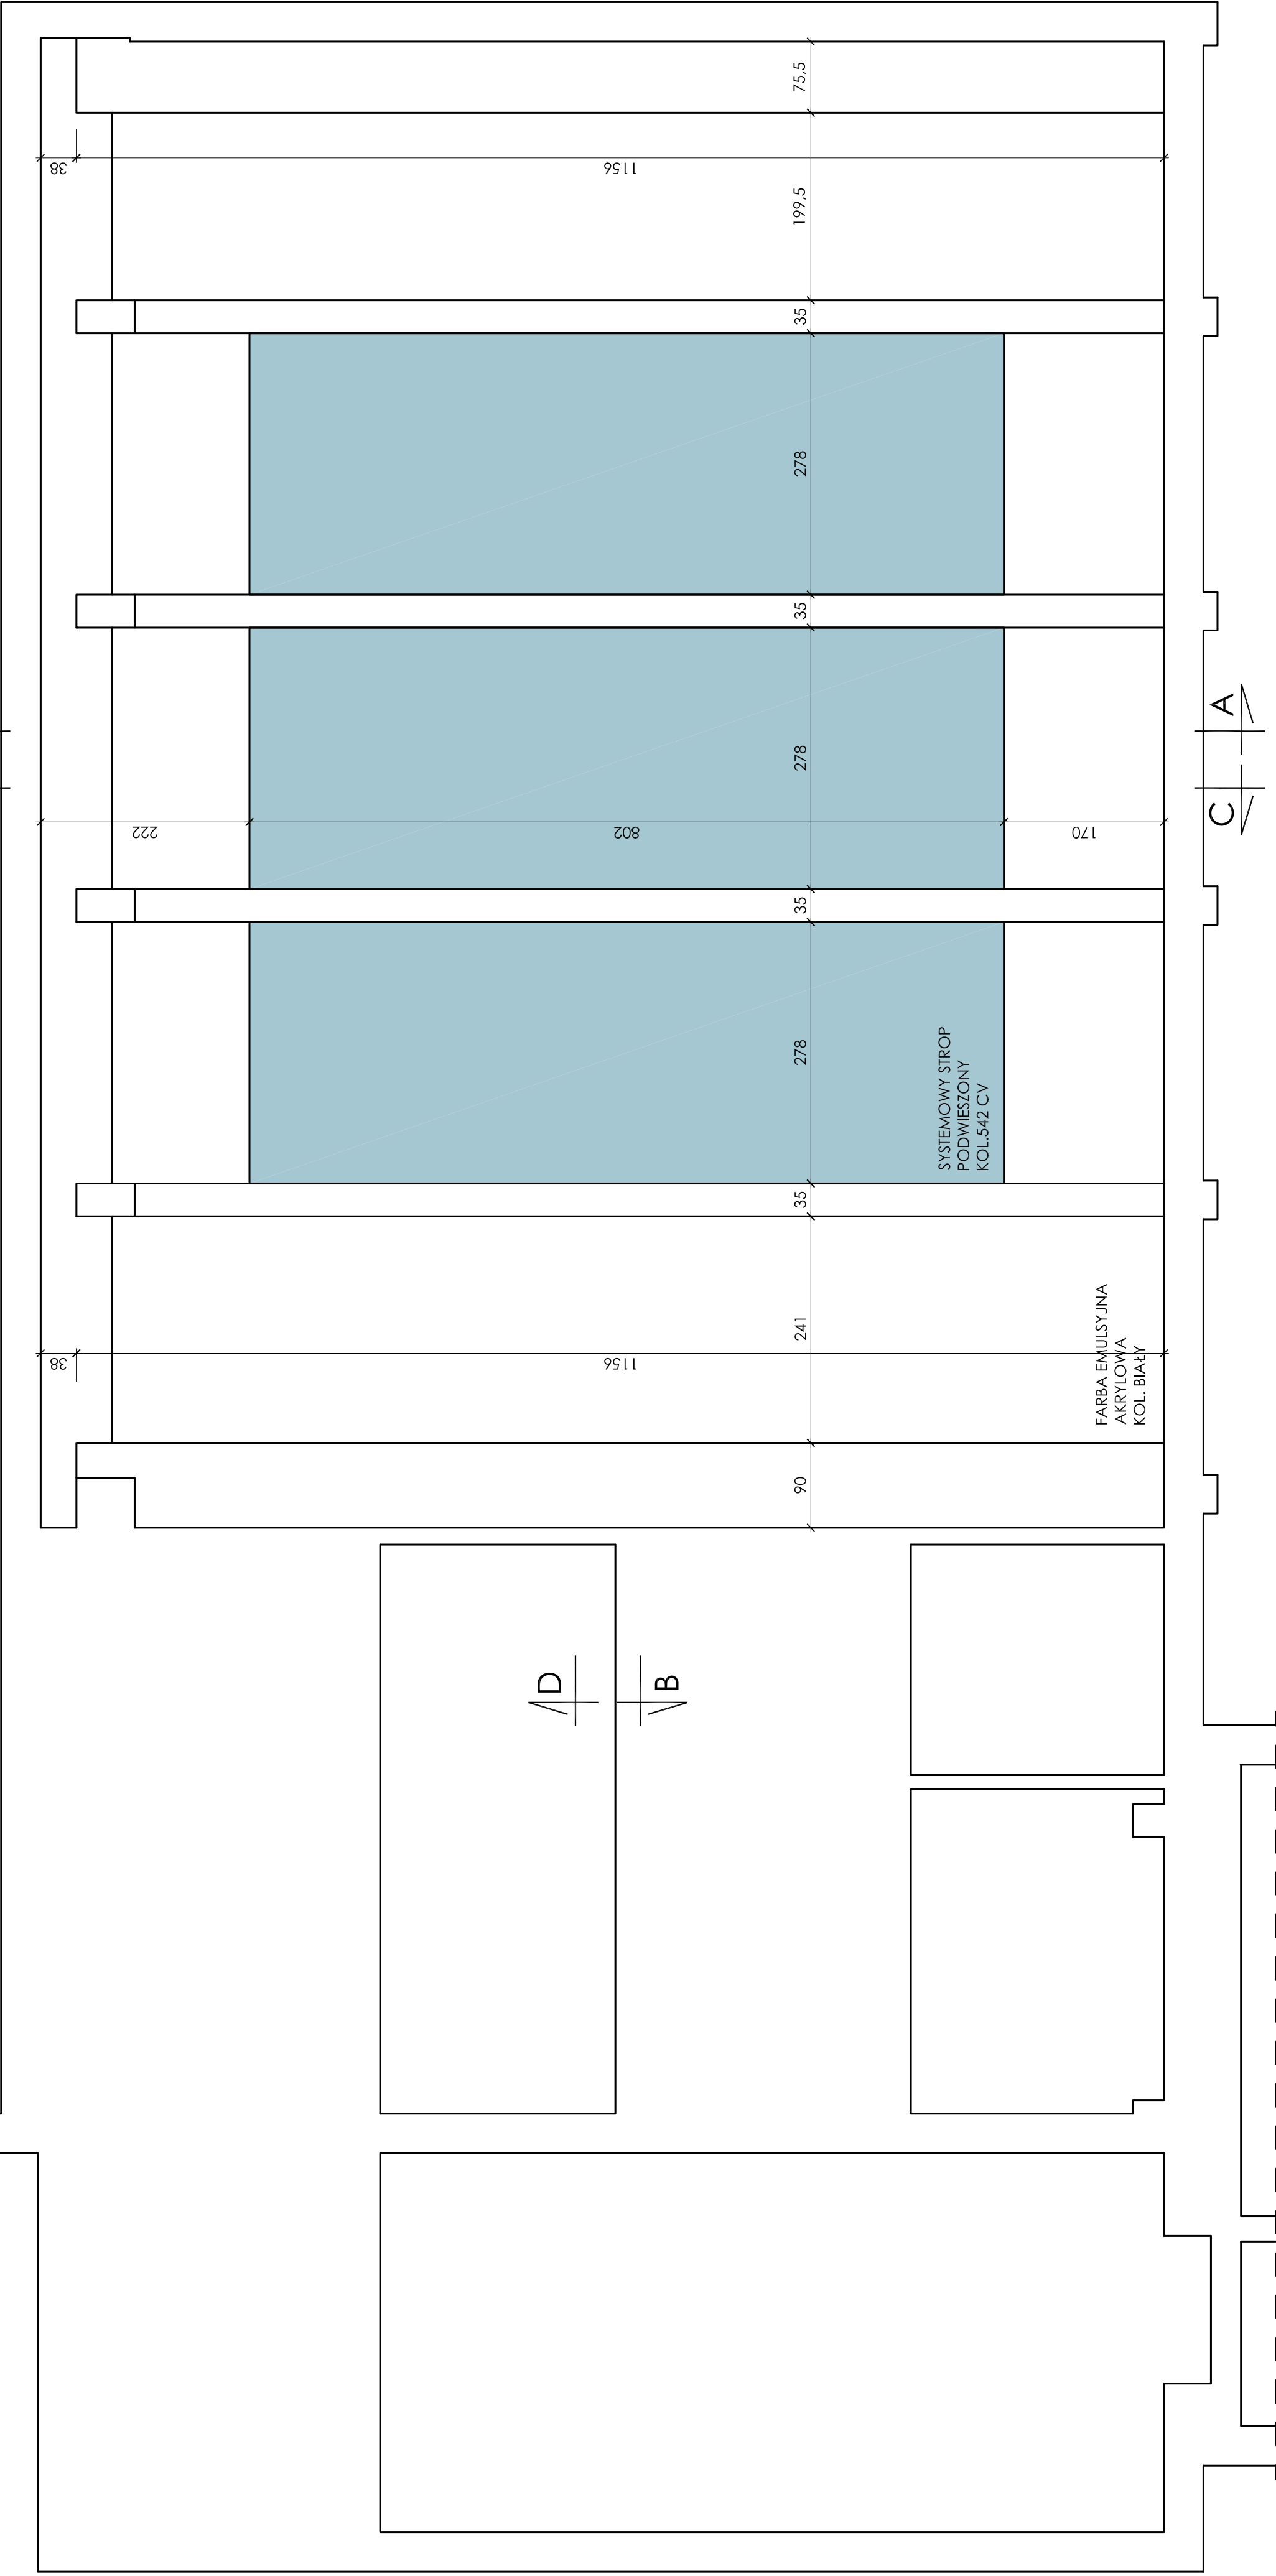 75,5
38
1156
199,5
35
278
35
278
222
802
170
A
C
35
278
SYSTEMOWY STROP
PODWIESZONY
KOL.542 CV
35
241
38
1156
FARBA EMULSYJNA
AKRYLOWA
KOL. BIAŁY
90
D
B